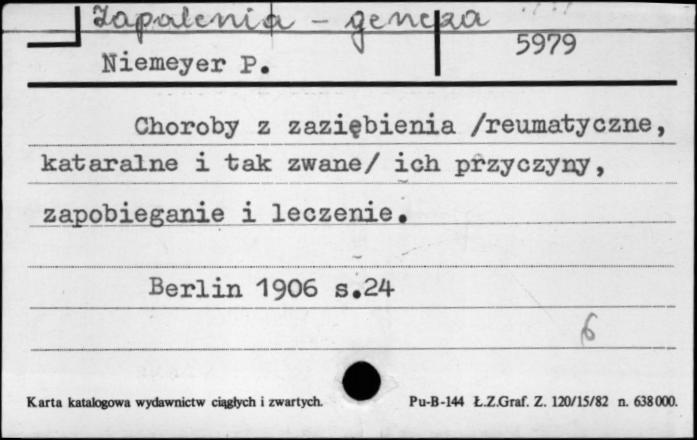 Zapalenia - geneza
5979
Niemeyer P.
Choroby z zaziębienia /reumatyczne,
kataralne i tak zwane/ ich przyczyny,
zapobieganie i leczenie.
Berlin 1906 s.24
6
Karta katalogowa wydawnictw ciągłych i zwartych.
Pu-B-144 Ł.Z.Graf. Z. 120/15/82 n. 638000.